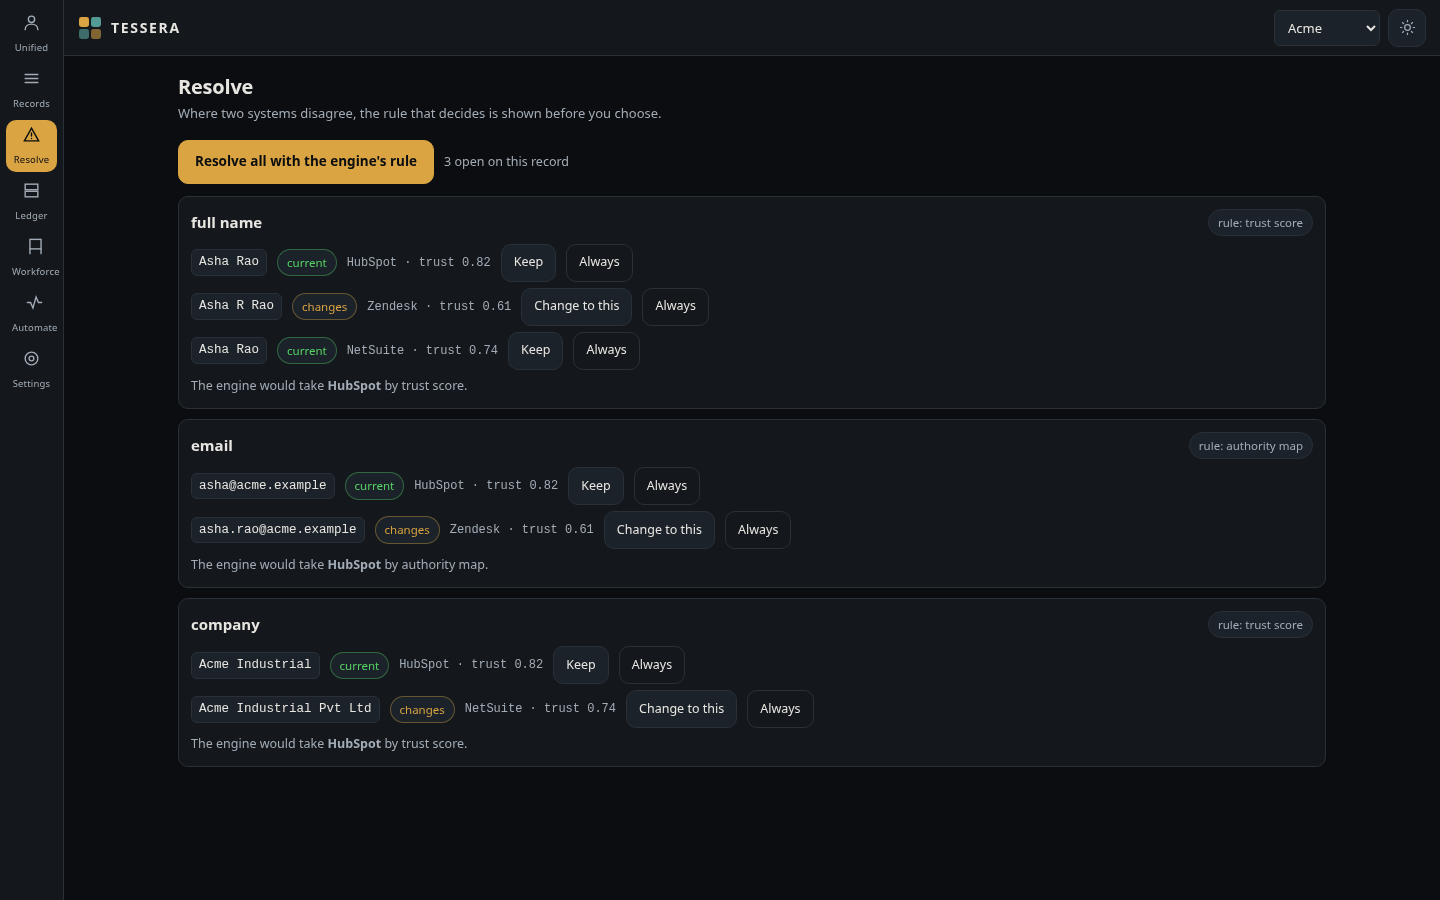 Unified
Records
Resolve
Ledger
Workforce
Automate
Settings
TESSERA
Acme
Resolve
Where two systems disagree, the rule that decides is shown before you choose.
Resolve all with the engine's rule 3 open on this record
full name rule: trust score
Asha Rao current HubSpot · trust 0.82 Keep Always
Asha R Rao changes Zendesk · trust 0.61 Change to this Always
Asha Rao current NetSuite · trust 0.74 Keep Always
The engine would take HubSpot by trust score.
email rule: authority map
asha@acme.example current HubSpot · trust 0.82 Keep Always
asha.rao@acme.example changes Zendesk · trust 0.61 Change to this Always
The engine would take HubSpot by authority map.
company rule: trust score
Acme Industrial current HubSpot · trust 0.82 Keep Always
Acme Industrial Pvt Ltd changes NetSuite · trust 0.74 Change to this Always
The engine would take HubSpot by trust score.